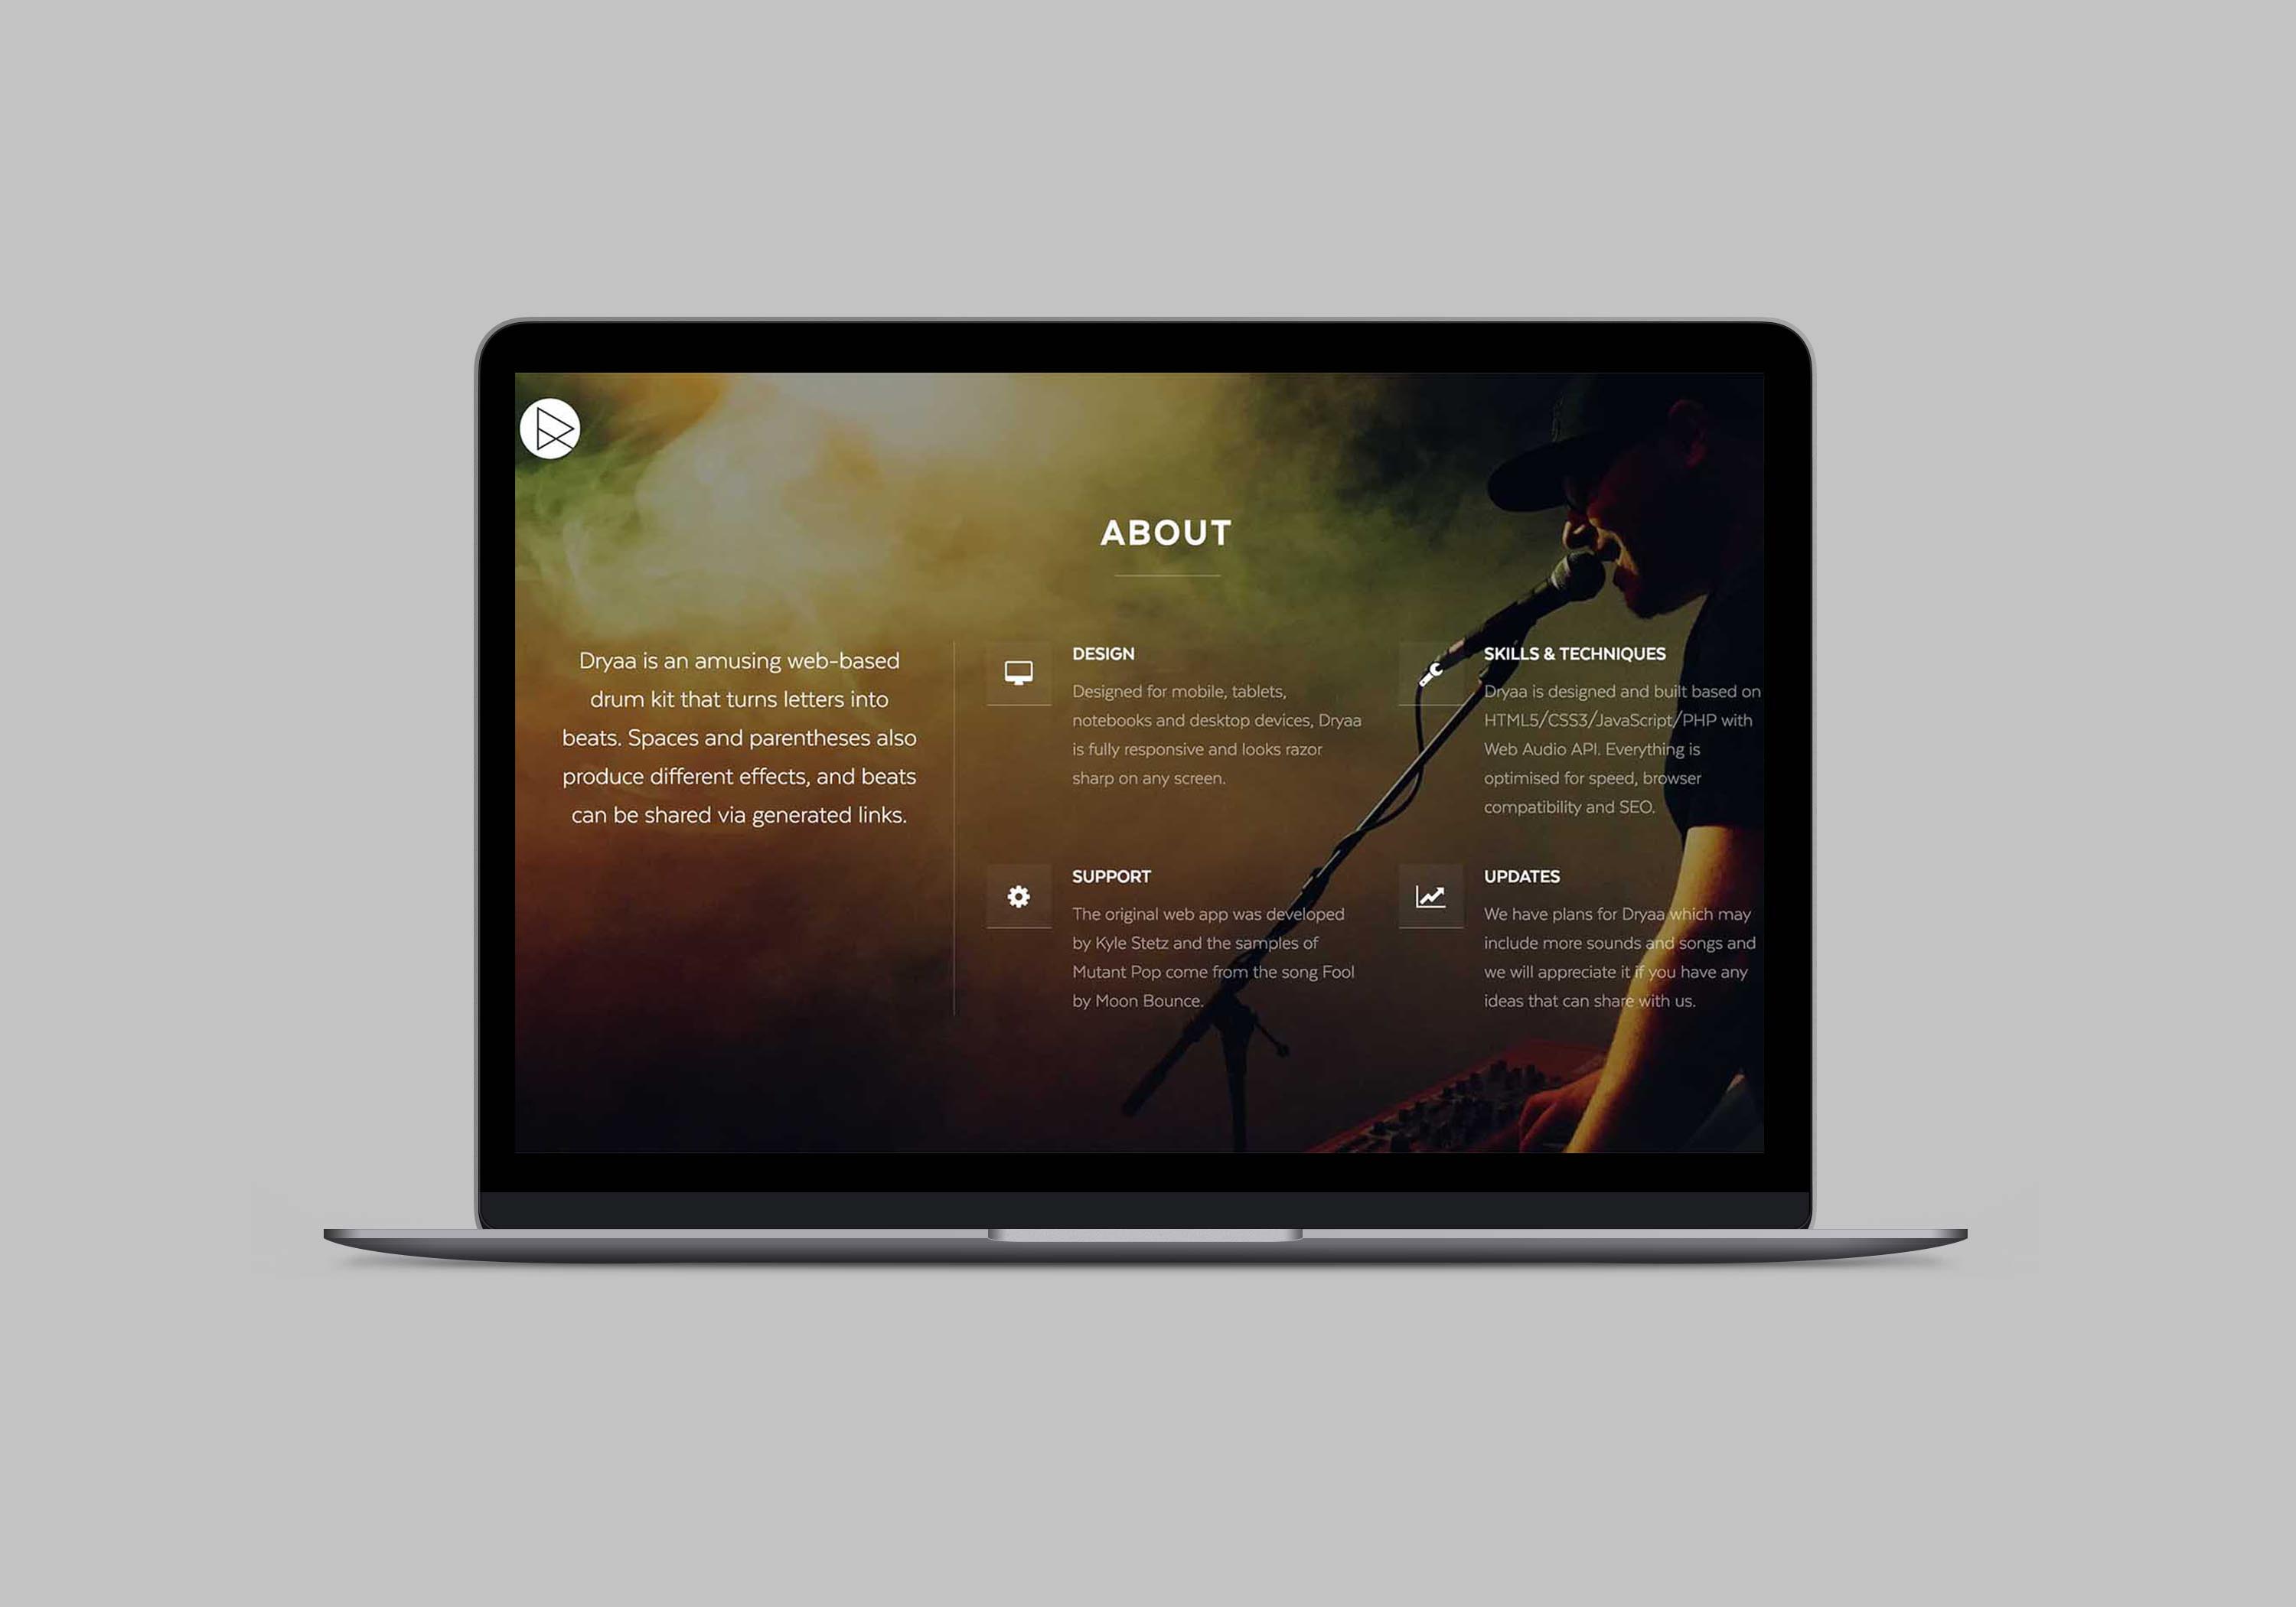 ABOUT
Dryaa is an amusing web-based
drum kit that turns letters into
beats. Spaces and parentheses also
produce different effects, and beats
can be shared via generated links.
DESIGN
Designed for mobile, tablets,
notebooks and desktop devices, Dryaa
is fully responsive and looks razor
sharp on any screen.
SKILLS & TECHNIQUES
Dryaa is designed and built based on
HTML5/CSS3/JavaScript/PHP with
Web Audio API. Everything is
optimised for speed, browser
compatibility and SEO.
SUPPORT
The original web app was developed
by Kyle Stetz and the samples of
Mutant Pop come from the song Fool
by Moon Bounce.
UPDATES
We have plans for Dryaa which may
include more sounds and songs and
we will appreciate it if you have any
ideas that can share with us.